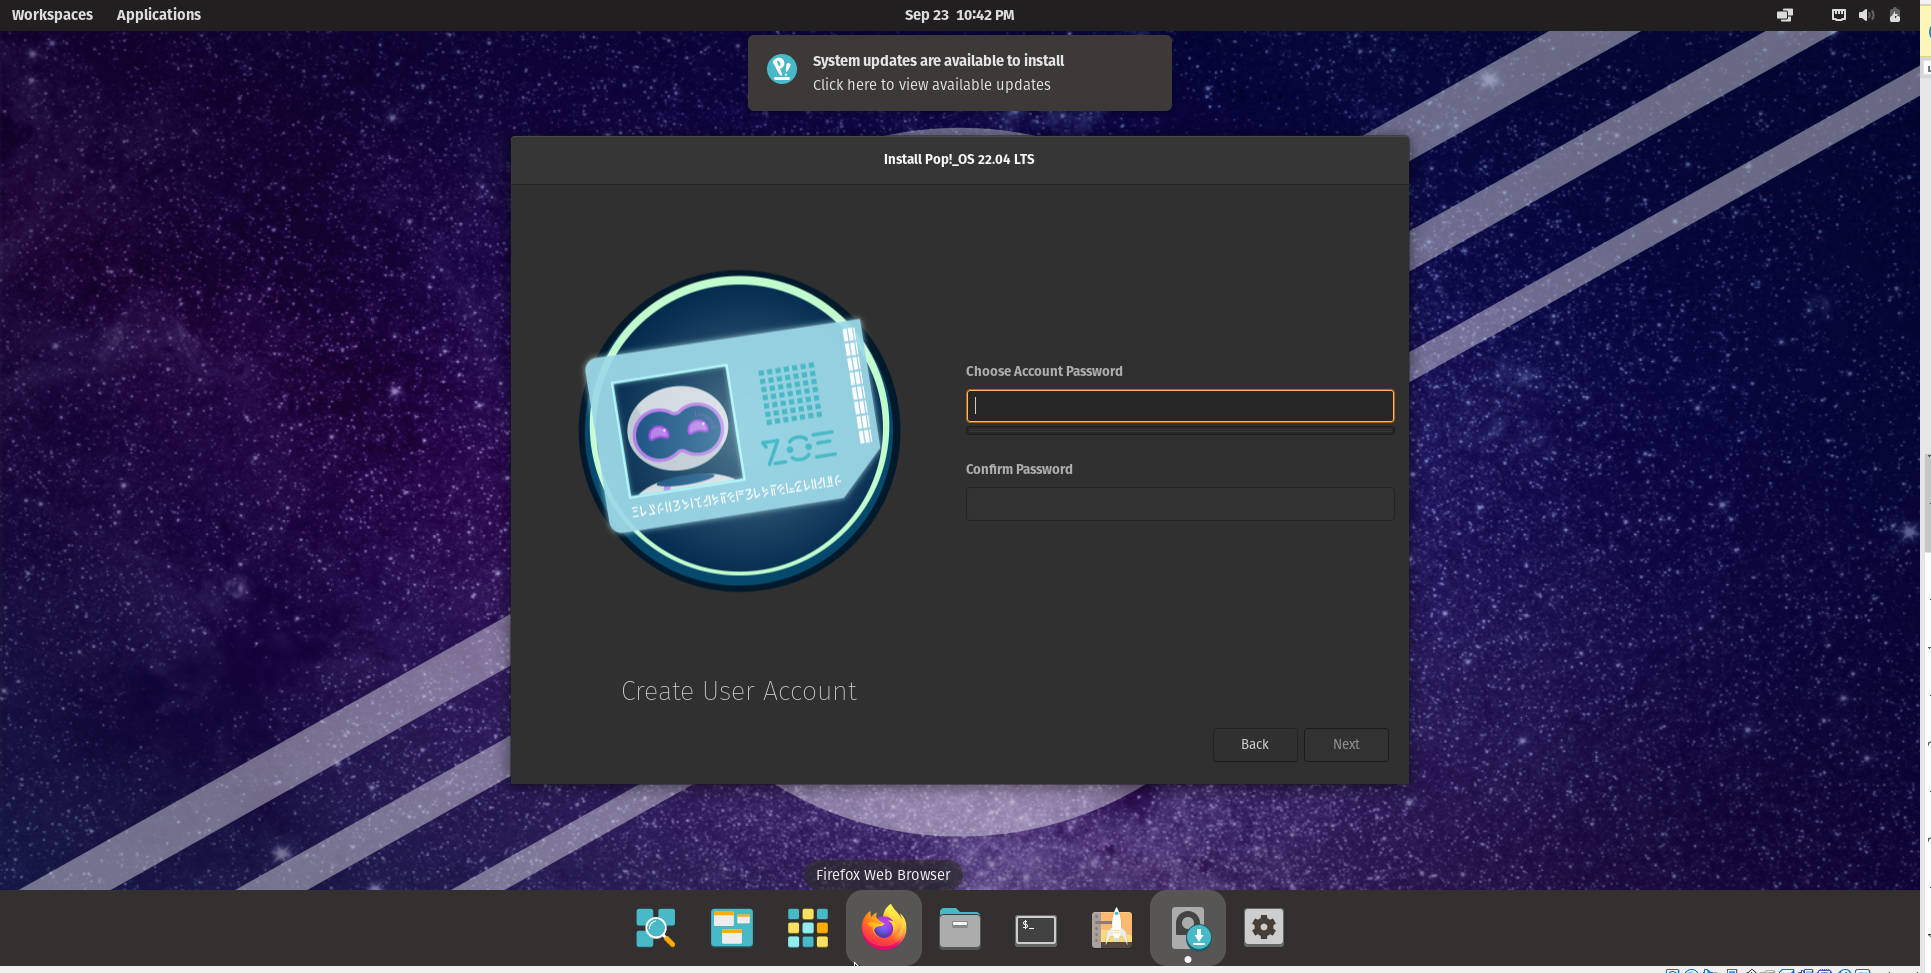 Workspaces Applications Sep 23 10:42 PM
System updates are available to install
Click here to view available updates
Install Pop!_OS 22.04 LTS
Choose Account Password
ZOE
Confirm Password
Create User Account
Back Next
Firefox Web Browser
$_